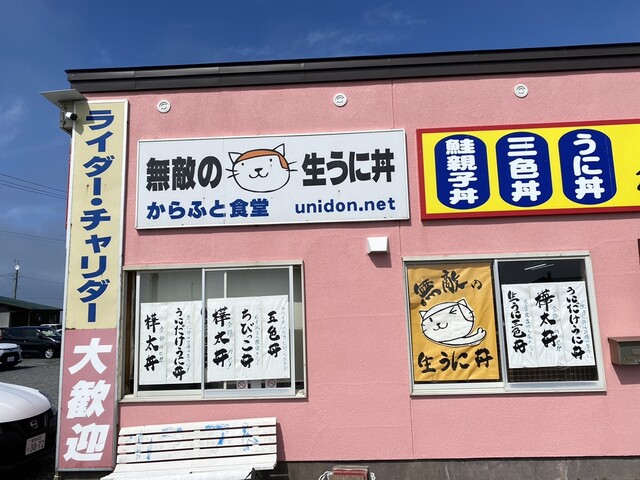 ライダー・チャリダー
大歓迎
無敵の 生うに丼
からふと食堂 unidon.net
鮭親子丼
三色丼
うに丼
五色丼
ちびっこ丼
樺太丼
うにだけうに丼
樺太丼
無敵の
生うに丼
うにだけうに丼
樺太丼
生うに三色丼